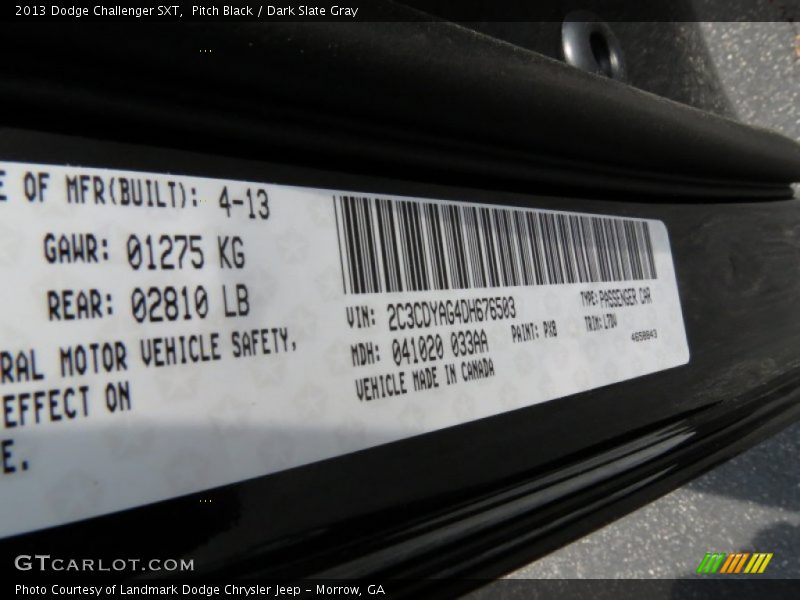 2013 Dodge Challenger SXT,  Pitch Black / Dark Slate Gray
E OF MFR(BUILT): 4-13
GAWR: 01275 KG
REAR: 02810 LB
RAL MOTOR VEHICLE SAFETY,
EFFECT ON
E.
VIN: 2C3CDYAG4DH676503
TYPE: PASSENGER CAR
MDH: 041020 033AA
PAINT: PX8
TRIM: L7DV
4658843
VEHICLE MADE IN CANADA
GTCARLOT.COM
Photo Courtesy of Landmark Dodge Chrysler Jeep - Morrow, GA